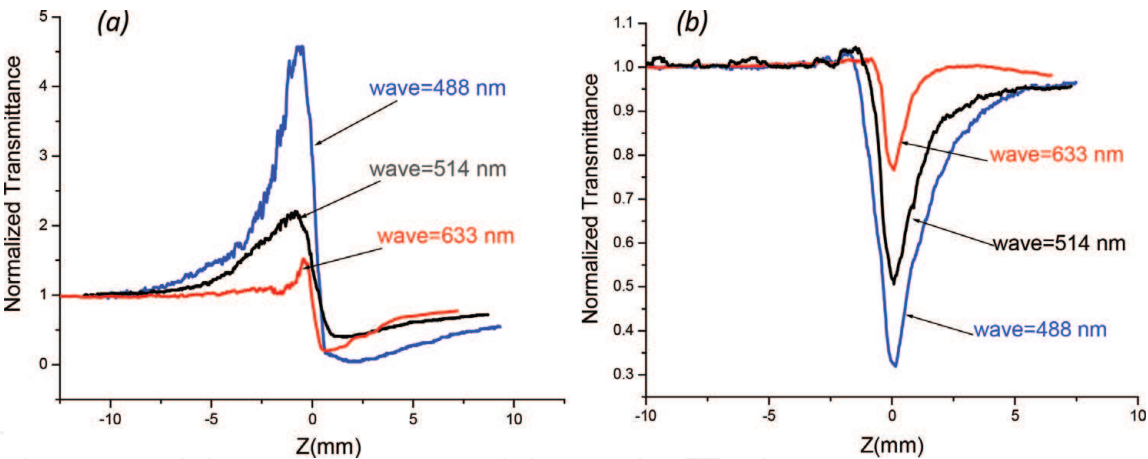 (a)
Normalized Transmittance
5
4
3
2
1
0
wave=488 nm
wave=514 nm
wave=633 nm
-10
-5
0
5
10
Z(mm)
(b)
Normalized Transmittance
1.1
1.0
0.9
0.8
0.7
0.6
0.5
0.4
0.3
wave=633 nm
wave=514 nm
wave=488 nm
-10
-5
0
5
10
Z(mm)